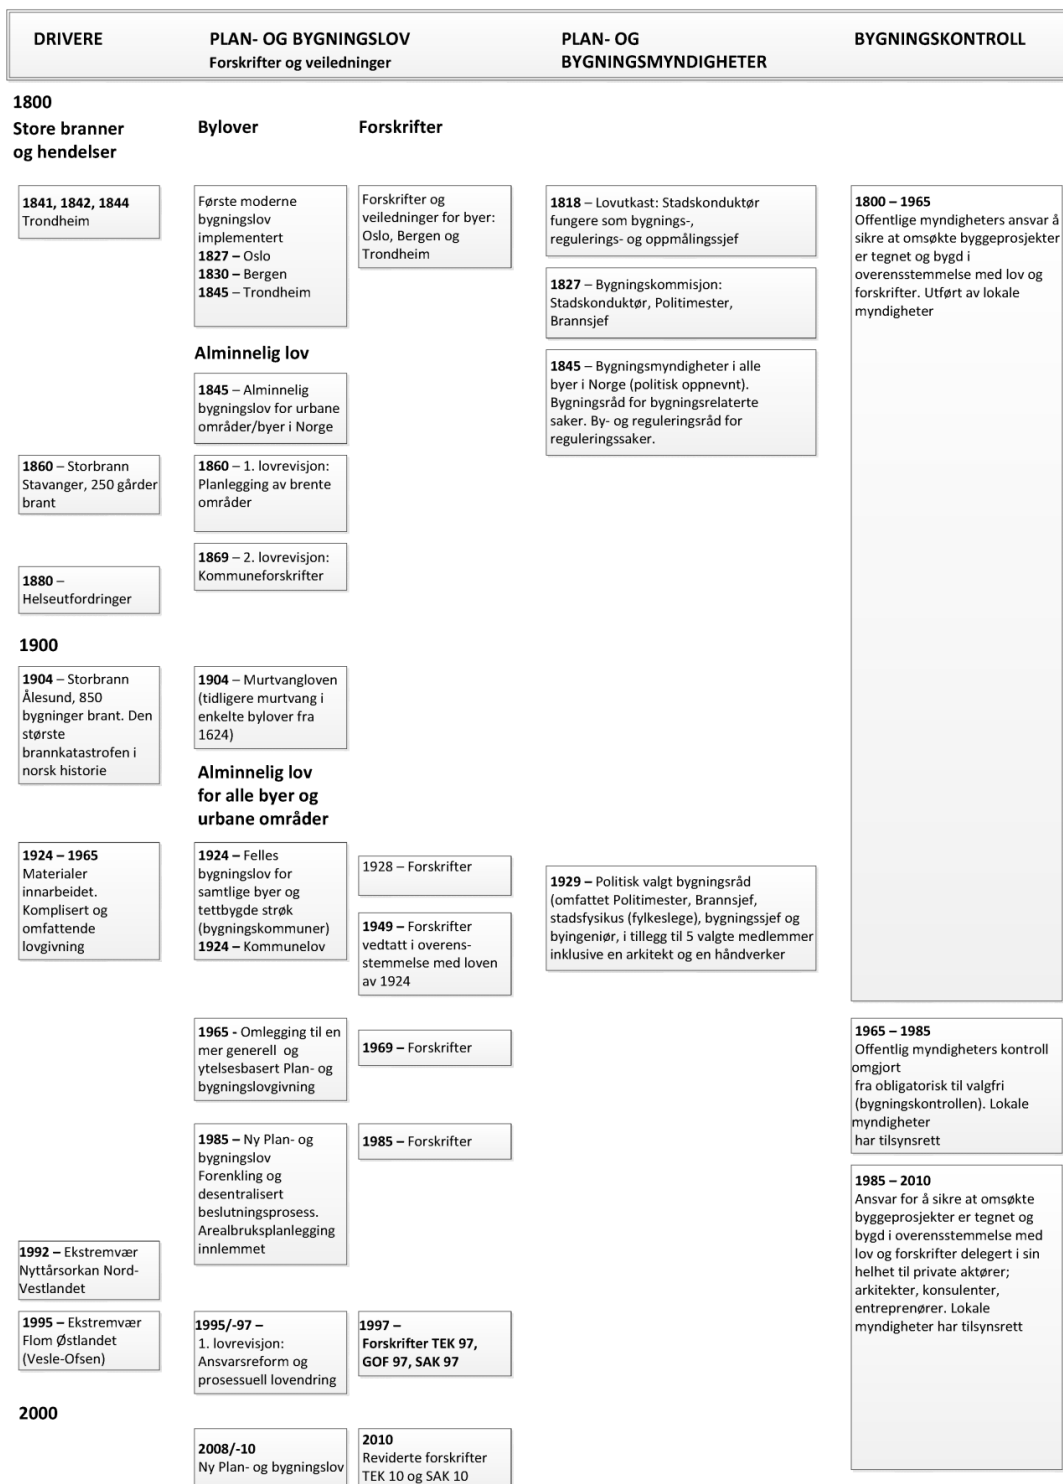 DRIVERE
PLAN- OG BYGNINGSLOV
Forskrifter og veiledninger
PLAN- OG
BYGNINGSMYNDIGHETER
BYGNINGSKONTROLL
1800
Store branner
og hendelser
Bylover
Forskrifter
1841, 1842, 1844
Trondheim
Første moderne
bygningslov
implementert
1827 – Oslo
1830 – Bergen
1845 – Trondheim
Forskrifter og
veiledninger for byer:
Oslo, Bergen og
Trondheim
1818 – Lovutkast: Stadskonduktør
fungere som bygnings-,
regulerings- og oppmålingssjef
1827 – Bygningskommisjon:
Stadskonduktør, Politimester,
Brannsjef
1845 – Bygningsmyndigheter i alle
byer i Norge (politisk oppnevnt).
Bygningsråd for bygningsrelaterte
saker. By- og reguleringsråd for
reguleringssaker.
1800 – 1965
Offentlige myndigheters ansvar å
sikre at omsøkte byggeprosjekter
er tegnet og bygd i
overensstemmelse med lov og
forskrifter. Utført av lokale
myndigheter
Alminnelig lov
1845 – Alminnelig
bygningslov for urbane
områder/byer i Norge
1860 – Storbrann
Stavanger, 250 gårder
brant
1860 – 1. lovrevisjon:
Planlegging av brente
områder
1869 – 2. lovrevisjon:
Kommuneforskrifter
1880 –
Helseutfordringer
1900
1904 – Storbrann
Ålesund, 850
bygninger brant. Den
største
brannkatastrofen i
norsk historie
1904 – Murtvangloven
(tidligere murtvang i
enkelte bylover fra
1624)
Alminnelig lov
for alle byer og
urbane områder
1924 – 1965
Materialer
innarbeidet.
Komplisert og
omfattende
lovgivning
1924 – Felles
bygningslov for
samtlige byer og
tettbygde strøk
(bygningskommuner)
1924 – Kommunelov
1928 – Forskrifter
1949 – Forskrifter
vedtatt i overens-
stemmelse med loven
av 1924
1929 – Politisk valgt bygningsråd
(omfattet Politimester, Brannsjef,
stadsfysikus (fylkeslege), bygningssjef og
byingeniør, i tillegg til 5 valgte medlemmer
inklusive en arkitekt og en håndverker
1965 - Omlegging til en
mer generell og
ytelsesbasert Plan- og
bygningslovgivning
1969 – Forskrifter
1965 – 1985
Offentlig myndigheters kontroll
omgjort
fra obligatorisk til valgfri
(bygningskontrollen). Lokale
myndigheter
har tilsynsrett
1985 – Ny Plan- og
bygningslov
Forenkling og
desentralisert
beslutningsprosess.
Arealbruksplanlegging
innlemmet
1985 – Forskrifter
1985 – 2010
Ansvar for å sikre at omsøkte
byggeprosjekter er tegnet og
bygd i overensstemmelse med
lov og forskrifter delegert i sin
helhet til private aktører;
arkitekter, konsulenter,
entreprenører. Lokale
myndigheter har tilsynsrett
1992 – Ekstremvær
Nyttårsorkan Nord-
Vestlandet
1995 – Ekstremvær
Flom Østlandet
(Vesle-Ofsen)
1995/-97 –
1. lovrevisjon:
Ansvarsreform og
prosessuell lovendring
1997 –
Forskrifter TEK 97,
GOF 97, SAK 97
2000
2008/-10
Ny Plan- og bygningslov
2010
Reviderte forskrifter
TEK 10 og SAK 10